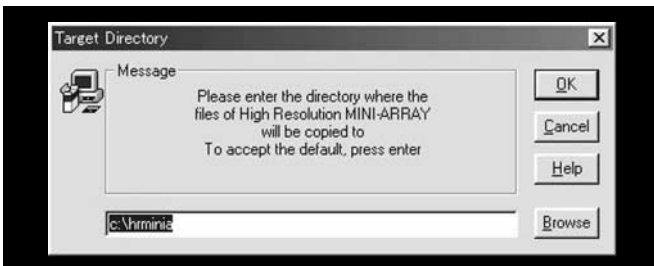 Target Directory
Message
Please enter the directory where the
files of High Resolution MINI-ARRAY
will be copied to
To accept the default, press enter
c:\hrminia
OK
Cancel
Help
Browse